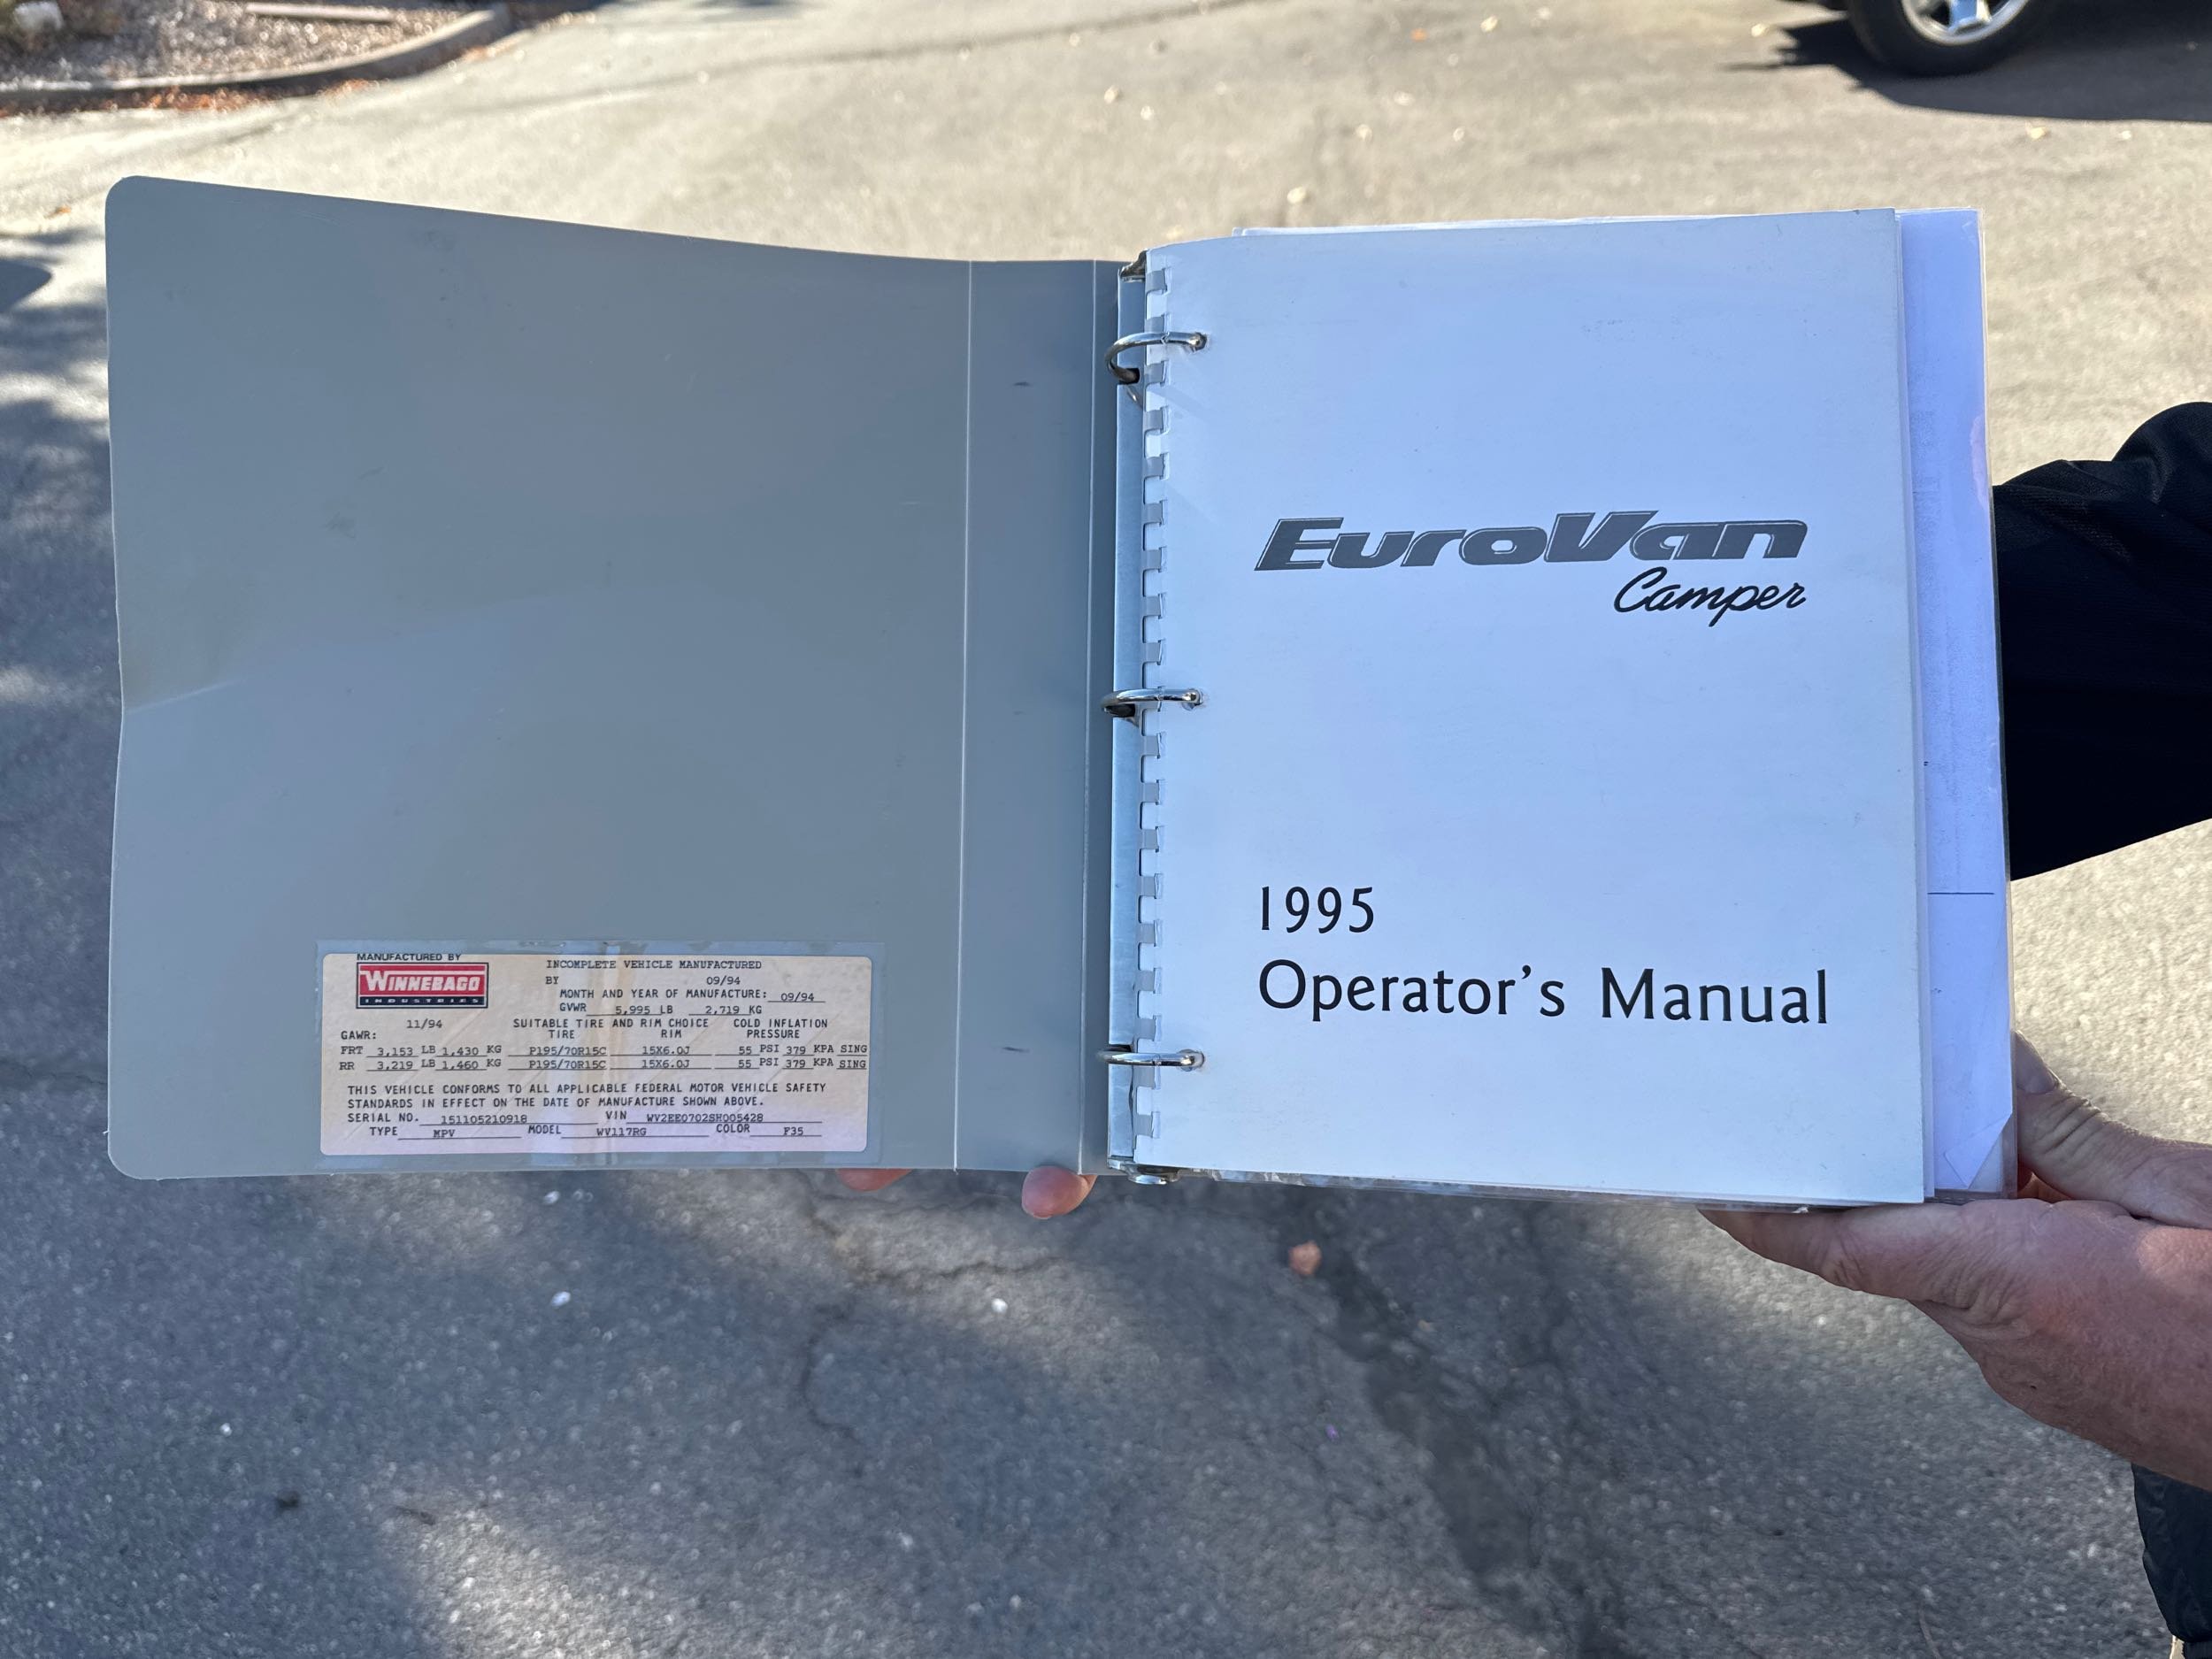 MANUFACTURED BY
WINNEBAGO
INDUSTRIES
INCOMPLETE VEHICLE MANUFACTURED
BY 09/94
MONTH AND YEAR OF MANUFACTURE: 09/94
GVWR 5,995 LB 2,719 KG
11/94 SUITABLE TIRE AND RIM CHOICE COLD INFLATION
GAWR: TIRE RIM PRESSURE
FRT 3,153 LB 1,430 KG P195/70R15C 15X6.0J 55 PSI 379 KPA SING
RR 3,219 LB 1,460 KG P195/70R15C 15X6.0J 55 PSI 379 KPA SING
THIS VEHICLE CONFORMS TO ALL APPLICABLE FEDERAL MOTOR VEHICLE SAFETY
STANDARDS IN EFFECT ON THE DATE OF MANUFACTURE SHOWN ABOVE.
SERIAL NO. 151105210918 VIN WV2EE0702SH005428
TYPE MPV MODEL WV117RG COLOR F35
EuroVan
Camper
1995
Operator's Manual